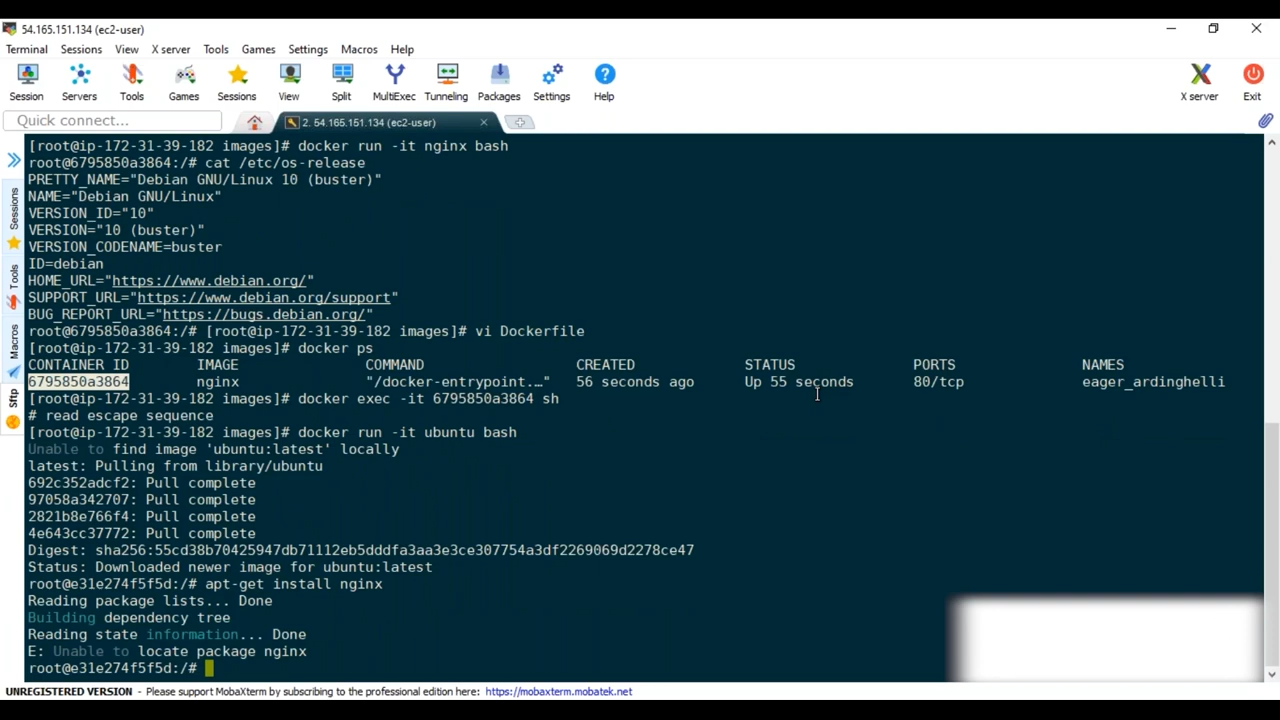 54.165.151.134 (ec2-user)
Terminal Sessions View X server Tools Games Settings Macros Help
Session Servers Tools Games Sessions View Split MultiExec Tunneling Packages Settings Help X server Exit
Quick connect... 2. 54.165.151.134 (ec2-user)
Sessions
Tools
Macros
Sftp
[root@ip-172-31-39-182 images]# docker run -it nginx bash
root@6795850a3864:/# cat /etc/os-release
PRETTY_NAME="Debian GNU/Linux 10 (buster)"
NAME="Debian GNU/Linux"
VERSION_ID="10"
VERSION="10 (buster)"
VERSION_CODENAME=buster
ID=debian
HOME_URL="https://www.debian.org/"
SUPPORT_URL="https://www.debian.org/support"
BUG_REPORT_URL="https://bugs.debian.org/"
root@6795850a3864:/# [root@ip-172-31-39-182 images]# vi Dockerfile
[root@ip-172-31-39-182 images]# docker ps
CONTAINER ID IMAGE COMMAND CREATED STATUS PORTS NAMES
6795850a3864 nginx "/docker-entrypoint.…" 56 seconds ago Up 55 seconds 80/tcp eager_ardinghelli
[root@ip-172-31-39-182 images]# docker exec -it 6795850a3864 sh
# read escape sequence
[root@ip-172-31-39-182 images]# docker run -it ubuntu bash
Unable to find image 'ubuntu:latest' locally
latest: Pulling from library/ubuntu
692c352adcf2: Pull complete
97058a342707: Pull complete
2821b8e766f4: Pull complete
4e643cc37772: Pull complete
Digest: sha256:55cd38b70425947db71112eb5dddfa3aa3e3ce307754a3df2269069d2278ce47
Status: Downloaded newer image for ubuntu:latest
root@e31e274f5f5d:/# apt-get install nginx
Reading package lists... Done
Building dependency tree
Reading state information... Done
E: Unable to locate package nginx
root@e31e274f5f5d:/#
UNREGISTERED VERSION - Please support MobaXterm by subscribing to the professional edition here: https://mobaxterm.mobatek.net